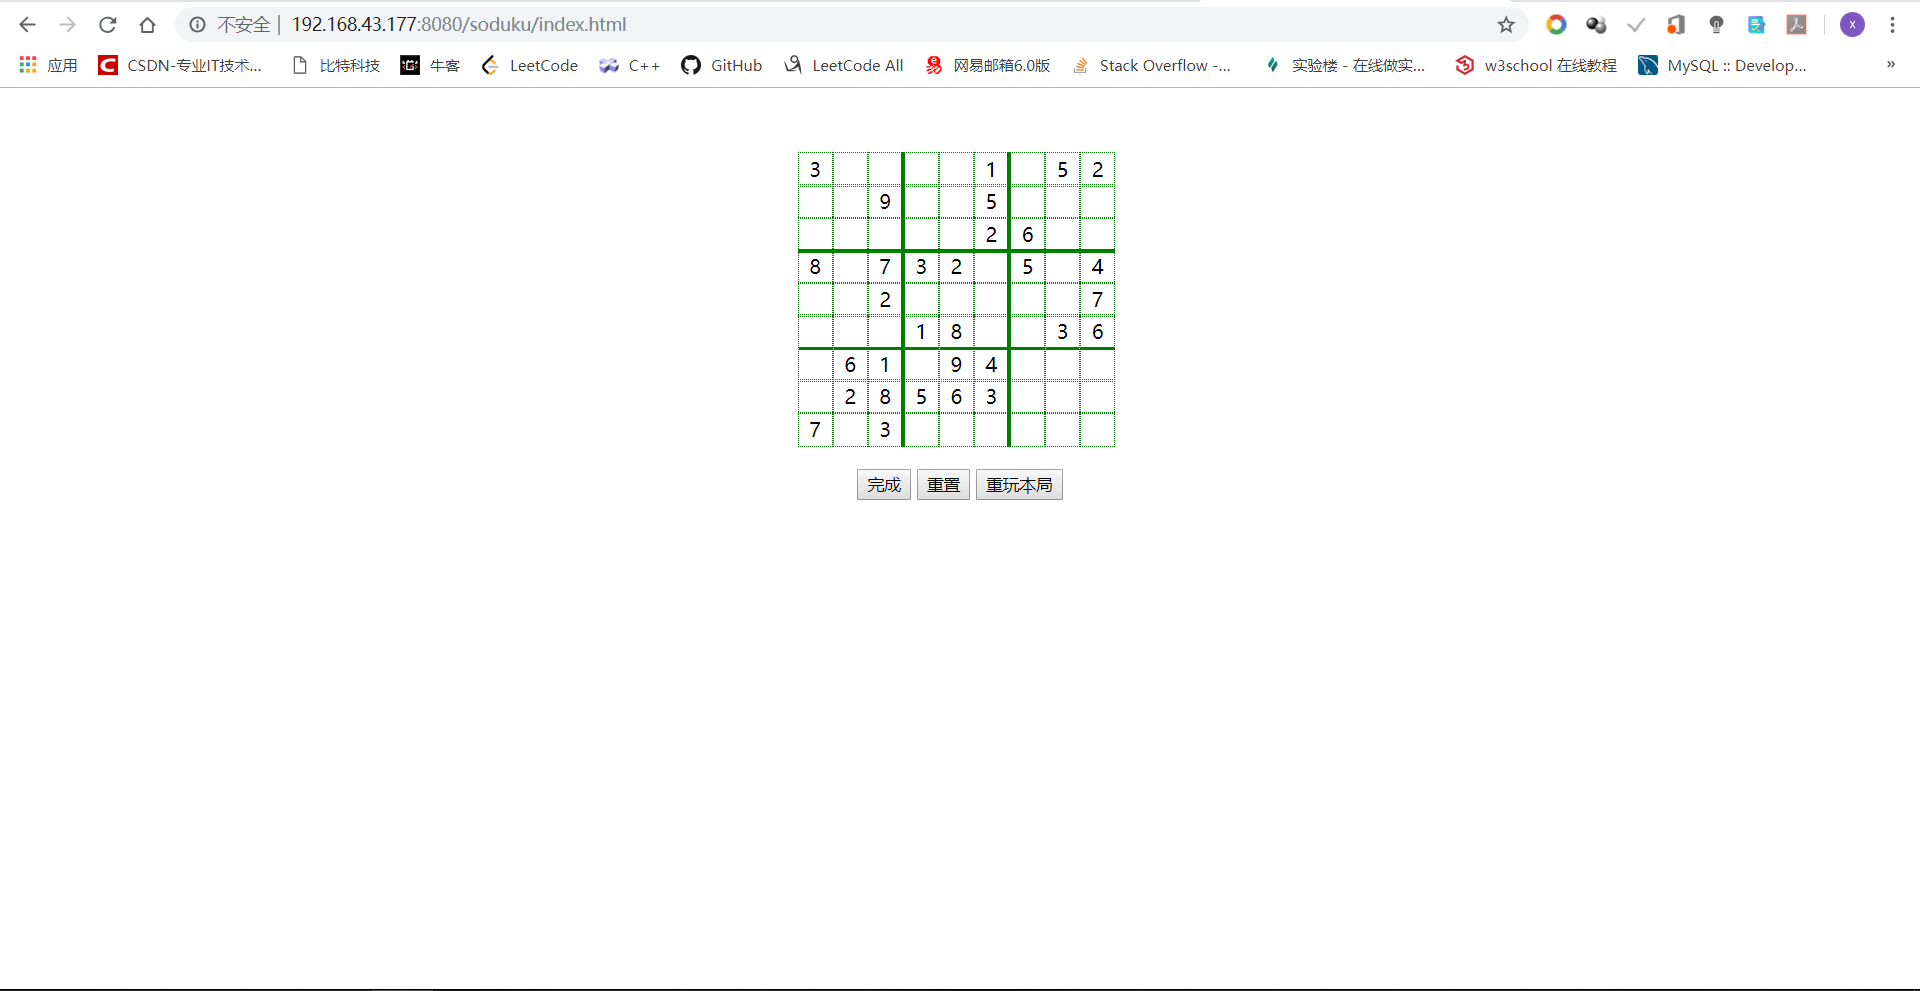 不安全 | 192.168.43.177:8080/soduku/index.html X
应用 CSDN-专业IT技术... 比特科技 牛客 LeetCode C++ GitHub LeetCode All 网易邮箱6.0版 Stack Overflow -... 实验楼 - 在线做实... w3school 在线教程 MySQL :: Develop... »
3 1 5 2
9 5
2 6
8 7 3 2 5 4
2 7
1 8 3 6
6 1 9 4
2 8 5 6 3
7 3
完成 重置 重玩本局